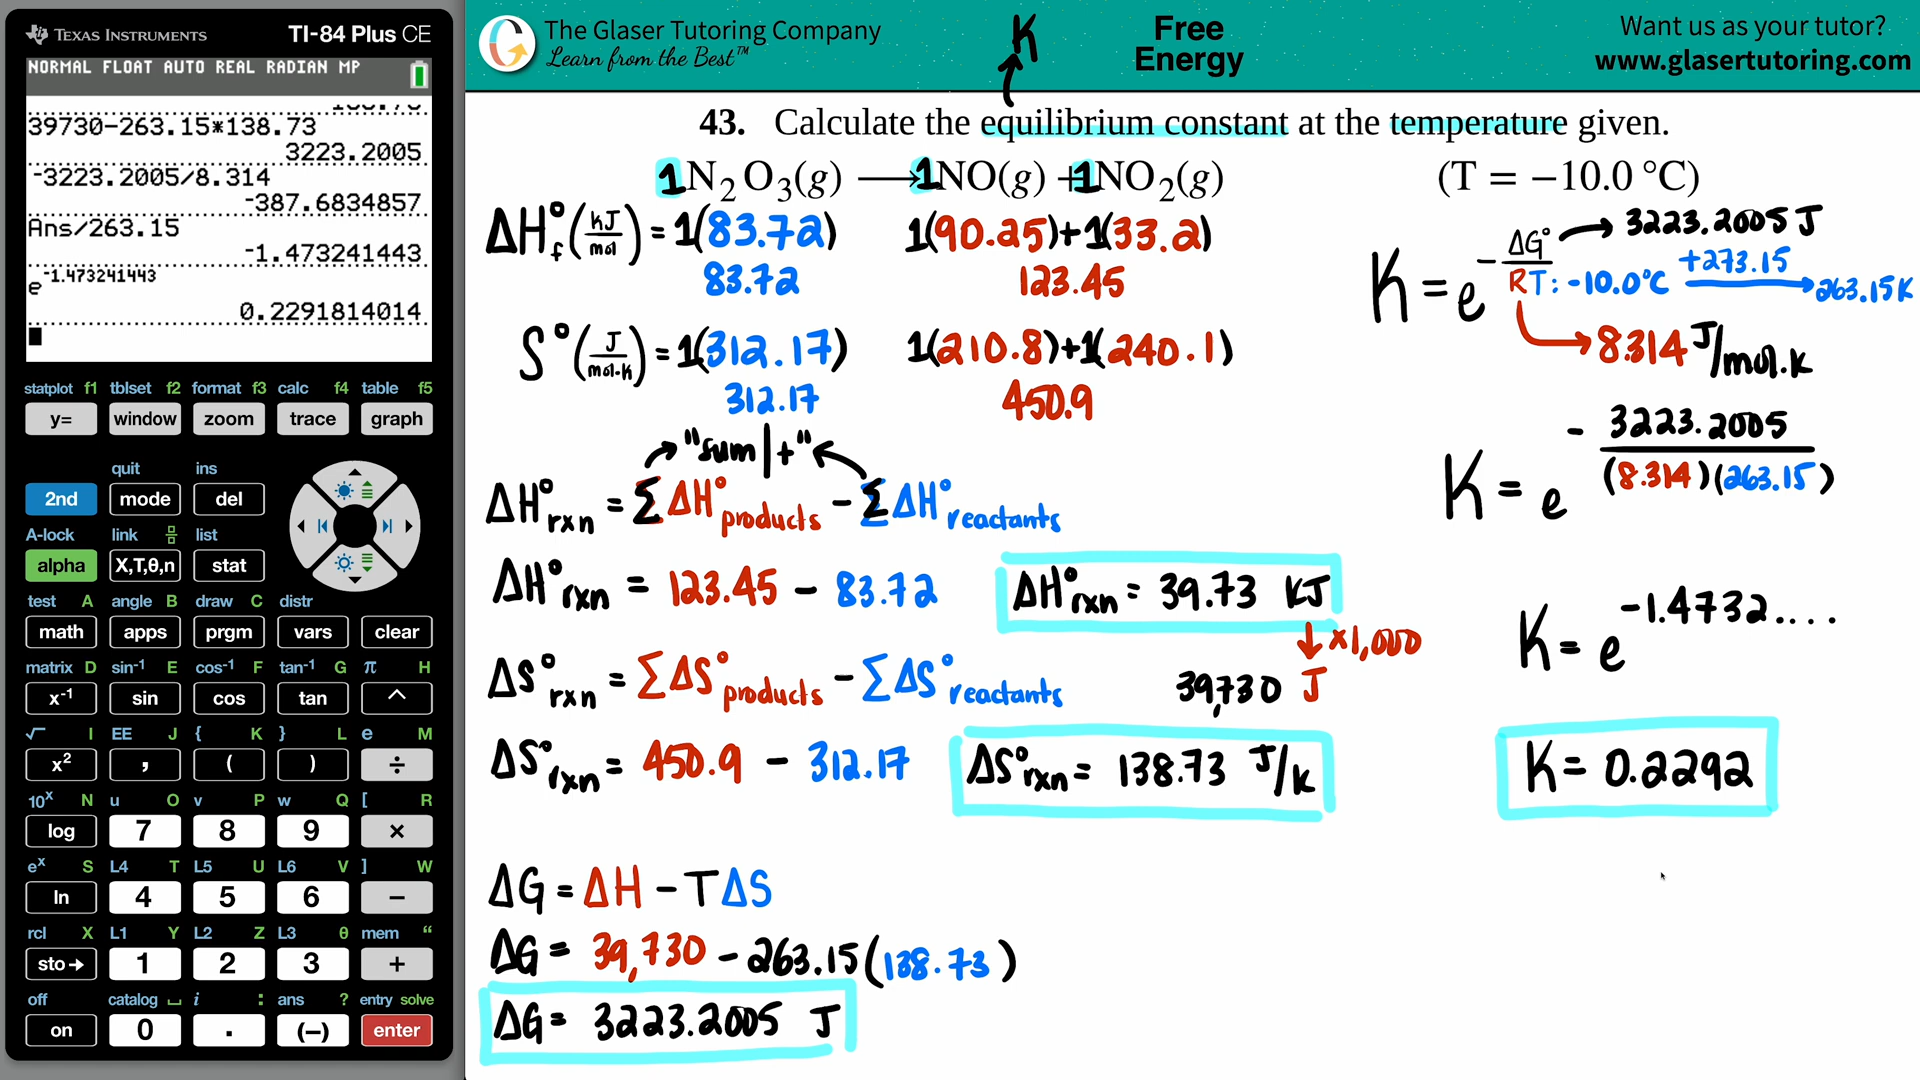 TEXAS INSTRUMENTS TI-84 Plus CE
NORMAL FLOAT AUTO REAL RADIAN MP
39730-263.15*138.73
3223.2005
-3223.2005/8.314
-387.6834857
Ans/263.15
-1.473241443
e^-1.473241443
0.2291814014
statplot f1 tblset f2 format f3 calc f4 table f5
y= window zoom trace graph
quit ins
2nd mode del
A-lock link list
alpha X,T,θ,n stat
test A angle B draw C distr
math apps prgm vars clear
matrix D sin⁻¹ E cos⁻¹ F tan⁻¹ G π H
x⁻¹ sin cos tan ^
√ I EE J { K } L e M
x² , ( ) ÷
10ˣ N u O v P w Q [ R
log 7 8 9 ×
eˣ S L4 T L5 U L6 V ] W
ln 4 5 6 −
rcl X L1 Y L2 Z L3 θ mem “
sto→ 1 2 3 +
off catalog i : ans ? entry solve
on 0 . (−) enter
The Glaser Tutoring Company
Learn from the Best™
K
Free
Energy
Want us as your tutor?
www.glasertutoring.com
43. Calculate the equilibrium constant at the temperature given.
1N₂O₃(g) ⟶ 1NO(g) + 1NO₂(g) (T = −10.0 °C)
ΔH°f (kJ/mol) = 1(83.72) 1(90.25)+1(33.2)
83.72 123.45
S° (J/mol·K) = 1(312.17) 1(210.8)+1(240.1)
312.17 450.9
"sum | +"
ΔH°rxn = ΣΔH°products − ΣΔH°reactants
ΔH°rxn = 123.45 − 83.72 ΔH°rxn = 39.73 KJ
↓ x1,000
39,730 J
ΔS°rxn = ΣΔS°products − ΣΔS°reactants
ΔS°rxn = 450.9 − 312.17 ΔS°rxn = 138.73 J/K
ΔG = ΔH − TΔS
ΔG = 39,730 − 263.15(138.73)
ΔG = 3223.2005 J
K = e^−ΔG°/RT
→ 3223.2005 J
: -10.0°C +273.15 → 263.15K
→ 8.314 J/mol·K
K = e^−3223.2005/(8.314)(263.15)
K = e^−1.4732....
K = 0.2292